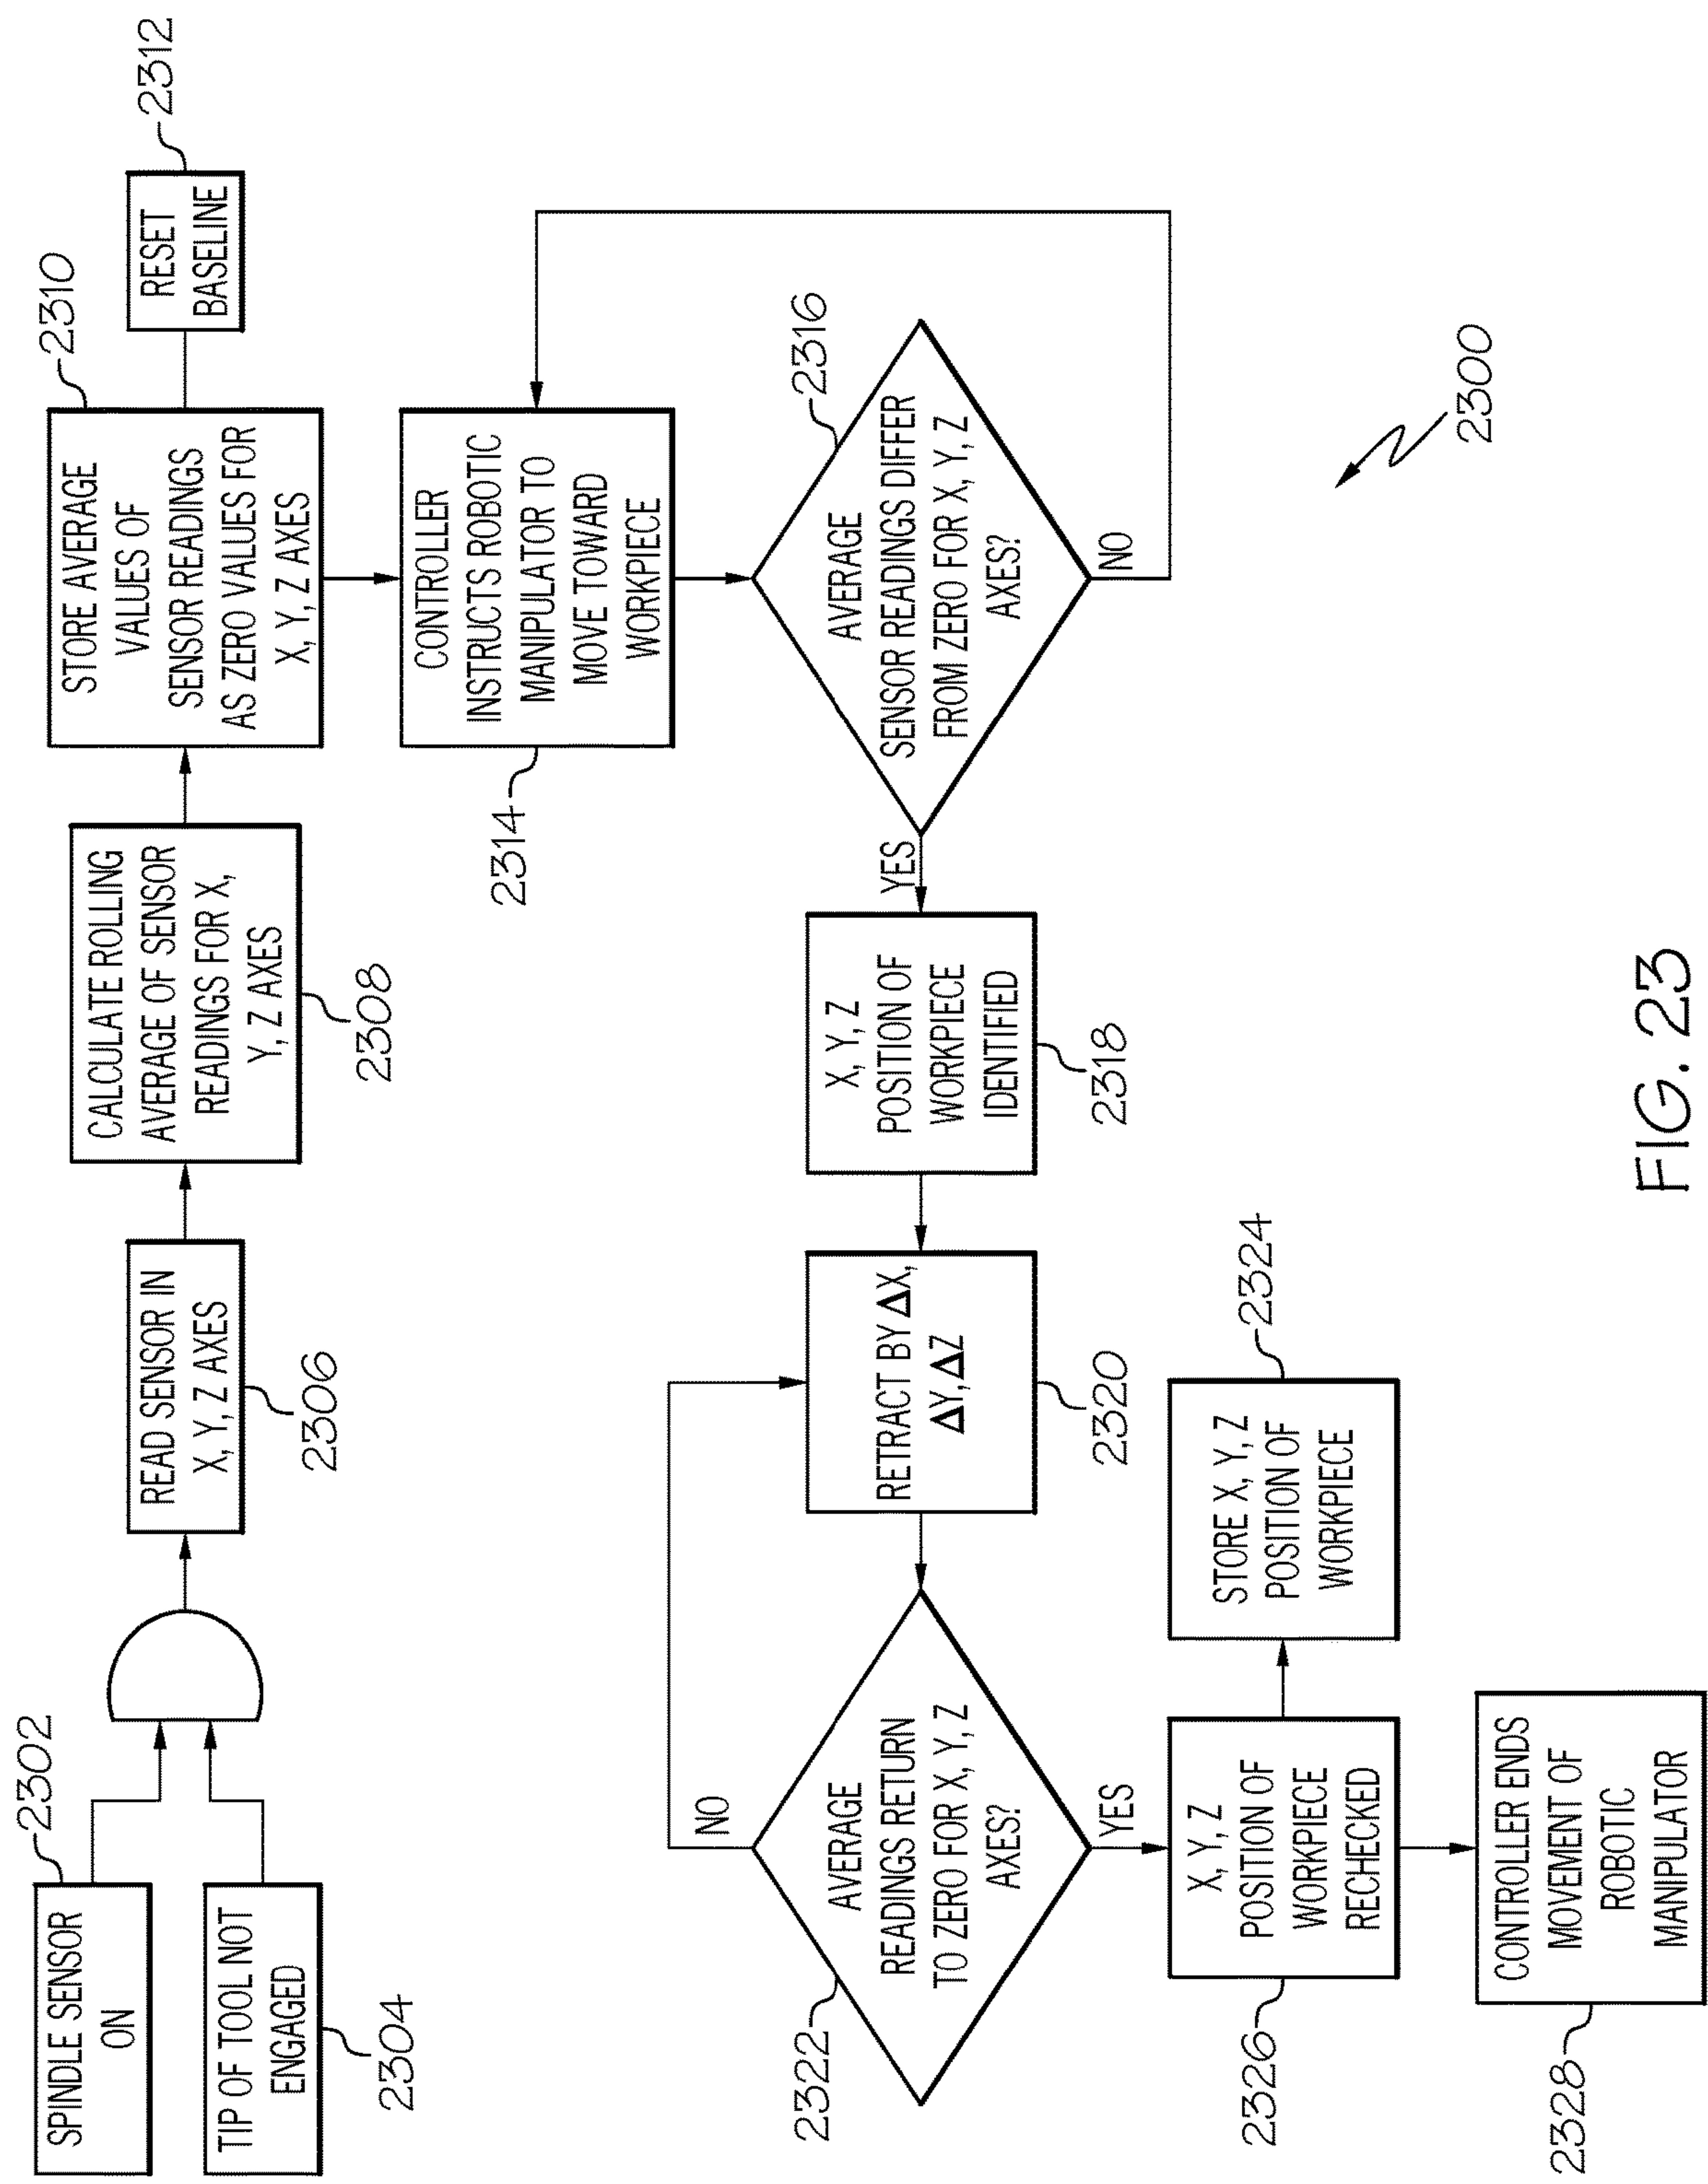 SPINDLE SENSOR
ON
2302
TIP OF TOOL NOT
ENGAGED
2304
READ SENSOR IN
X, Y, Z AXES
2306
CALCULATE ROLLING
AVERAGE OF SENSOR
READINGS FOR X,
Y, Z AXES
2308
STORE AVERAGE
VALUES OF
SENSOR READINGS
AS ZERO VALUES FOR
X, Y, Z AXES
2310
RESET
BASELINE
2312
CONTROLLER
INSTRUCTS ROBOTIC
MANIPULATOR TO
MOVE TOWARD
WORKPIECE
2314
AVERAGE
SENSOR READINGS DIFFER
FROM ZERO FOR X, Y, Z
AXES?
2316
NO
YES
X, Y, Z
POSITION OF
WORKPIECE
IDENTIFIED
2318
RETRACT BY ΔX,
ΔY, ΔZ
2320
AVERAGE
READINGS RETURN
TO ZERO FOR X, Y, Z
AXES?
2322
NO
YES
X, Y, Z
POSITION OF
WORKPIECE
RECHECKED
2326
STORE X, Y, Z
POSITION OF
WORKPIECE
2324
CONTROLLER ENDS
MOVEMENT OF
ROBOTIC
MANIPULATOR
2328
2300
FIG. 23